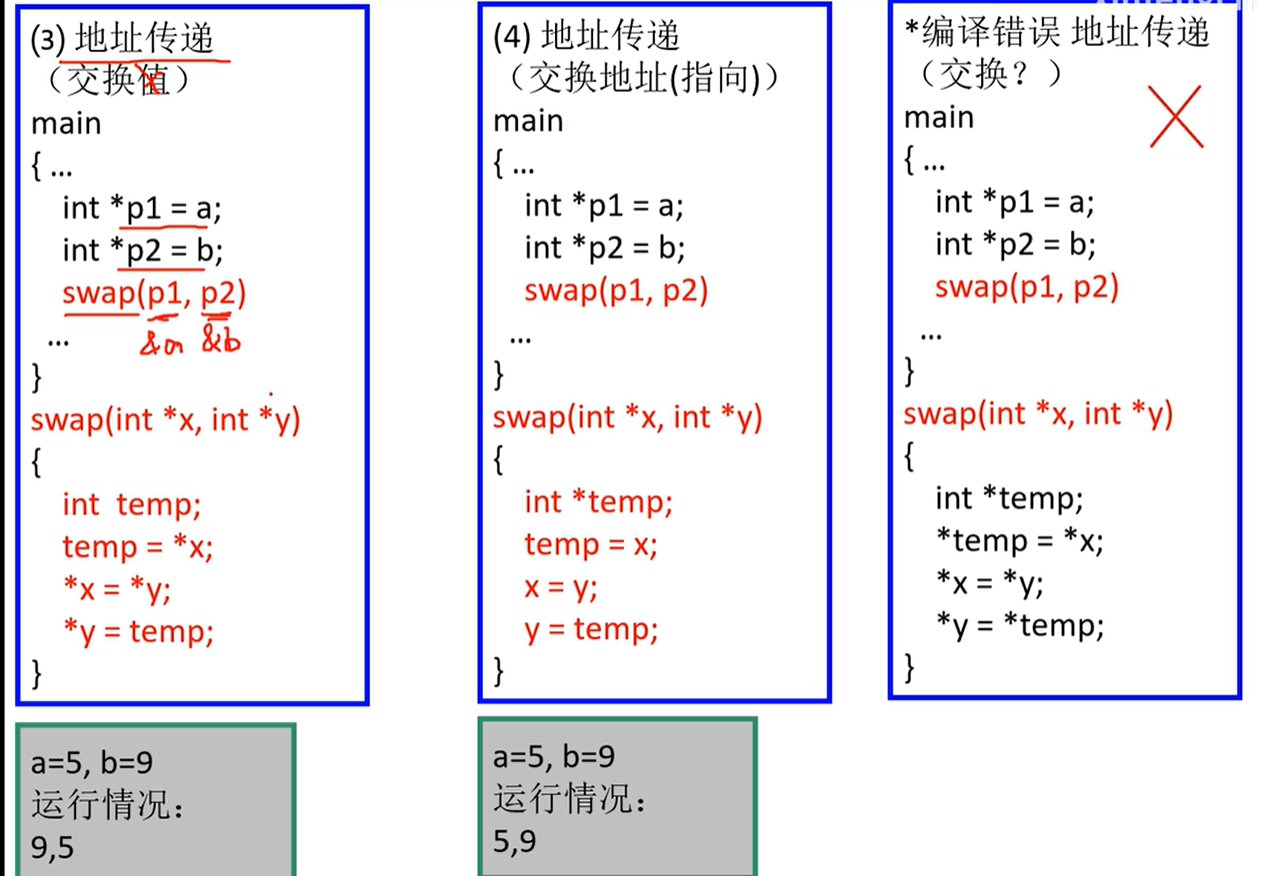 (3) 地址传递
（交换值）
main
{ ...
int *p1 = a;
int *p2 = b;
swap(p1, p2)
... &a &b
}
swap(int *x, int *y)
{
int temp;
temp = *x;
*x = *y;
*y = temp;
}
a=5, b=9
运行情况：
9,5
(4) 地址传递
（交换地址(指向)）
main
{ ...
int *p1 = a;
int *p2 = b;
swap(p1, p2)
...
}
swap(int *x, int *y)
{
int *temp;
temp = x;
x = y;
y = temp;
}
a=5, b=9
运行情况：
5,9
*编译错误 地址传递
（交换？）
main
{ ...
int *p1 = a;
int *p2 = b;
swap(p1, p2)
...
}
swap(int *x, int *y)
{
int *temp;
*temp = *x;
*x = *y;
*y = *temp;
}